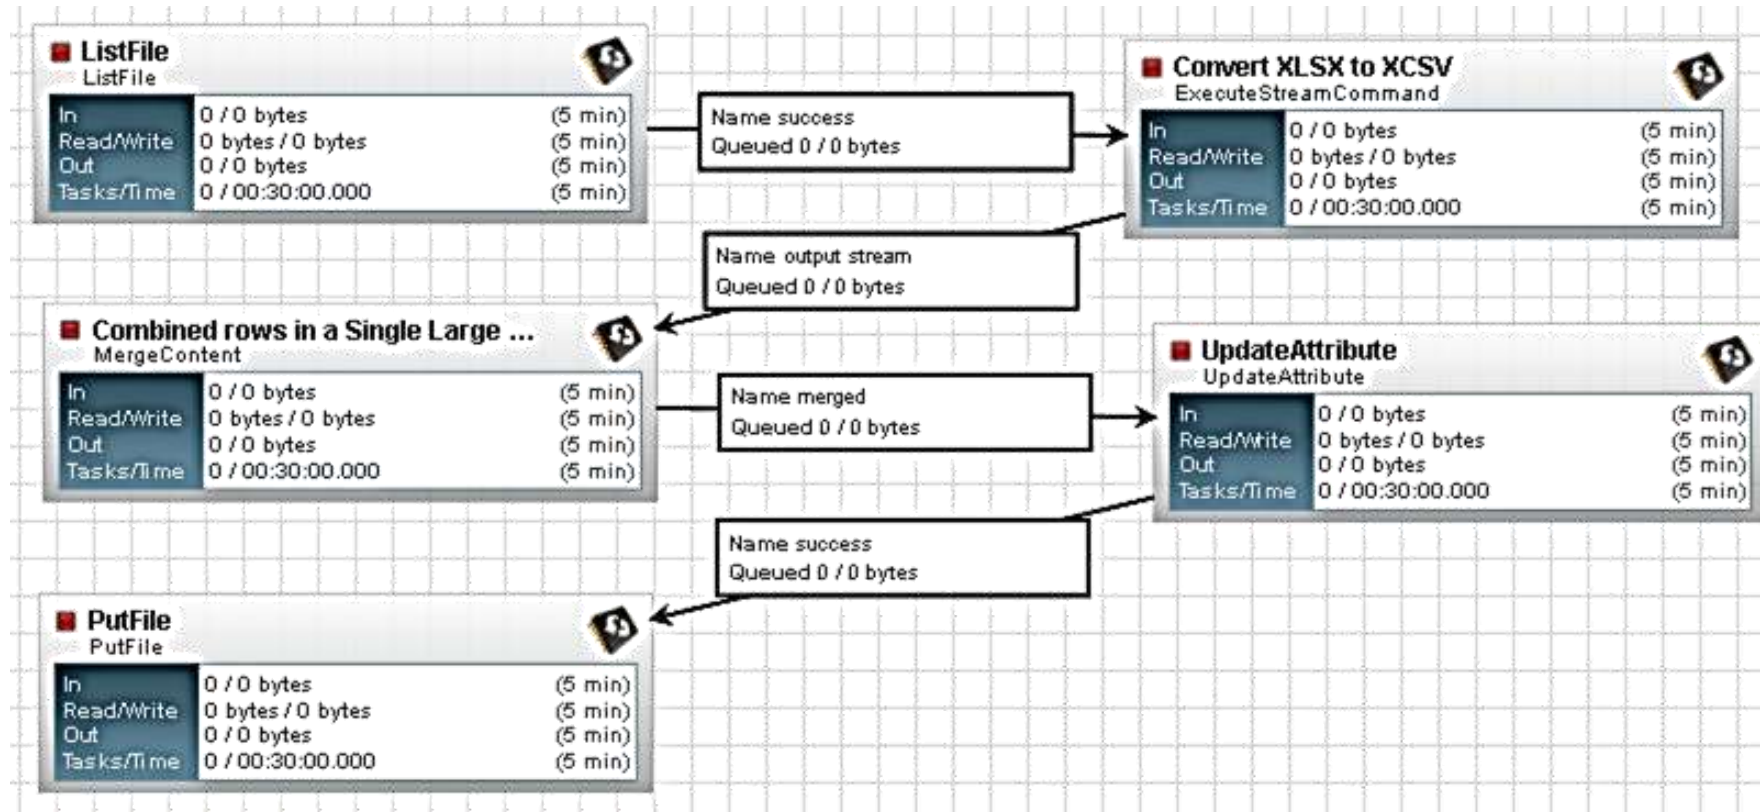 ListFile
ListFile
In 0 / 0 bytes (5 min)
Read/Write 0 bytes / 0 bytes (5 min)
Out 0 / 0 bytes (5 min)
Tasks/Time 0 / 00:30:00.000 (5 min)
Name success
Queued 0 / 0 bytes
Convert XLSX to XCSV
ExecuteStreamCommand
In 0 / 0 bytes (5 min)
Read/Write 0 bytes / 0 bytes (5 min)
Out 0 / 0 bytes (5 min)
Tasks/Time 0 / 00:30:00.000 (5 min)
Name output stream
Queued 0 / 0 bytes
Combined rows in a Single Large ...
MergeContent
In 0 / 0 bytes (5 min)
Read/Write 0 bytes / 0 bytes (5 min)
Out 0 / 0 bytes (5 min)
Tasks/Time 0 / 00:30:00.000 (5 min)
Name merged
Queued 0 / 0 bytes
UpdateAttribute
UpdateAttribute
In 0 / 0 bytes (5 min)
Read/Write 0 bytes / 0 bytes (5 min)
Out 0 / 0 bytes (5 min)
Tasks/Time 0 / 00:30:00.000 (5 min)
Name success
Queued 0 / 0 bytes
PutFile
PutFile
In 0 / 0 bytes (5 min)
Read/Write 0 bytes / 0 bytes (5 min)
Out 0 / 0 bytes (5 min)
Tasks/Time 0 / 00:30:00.000 (5 min)